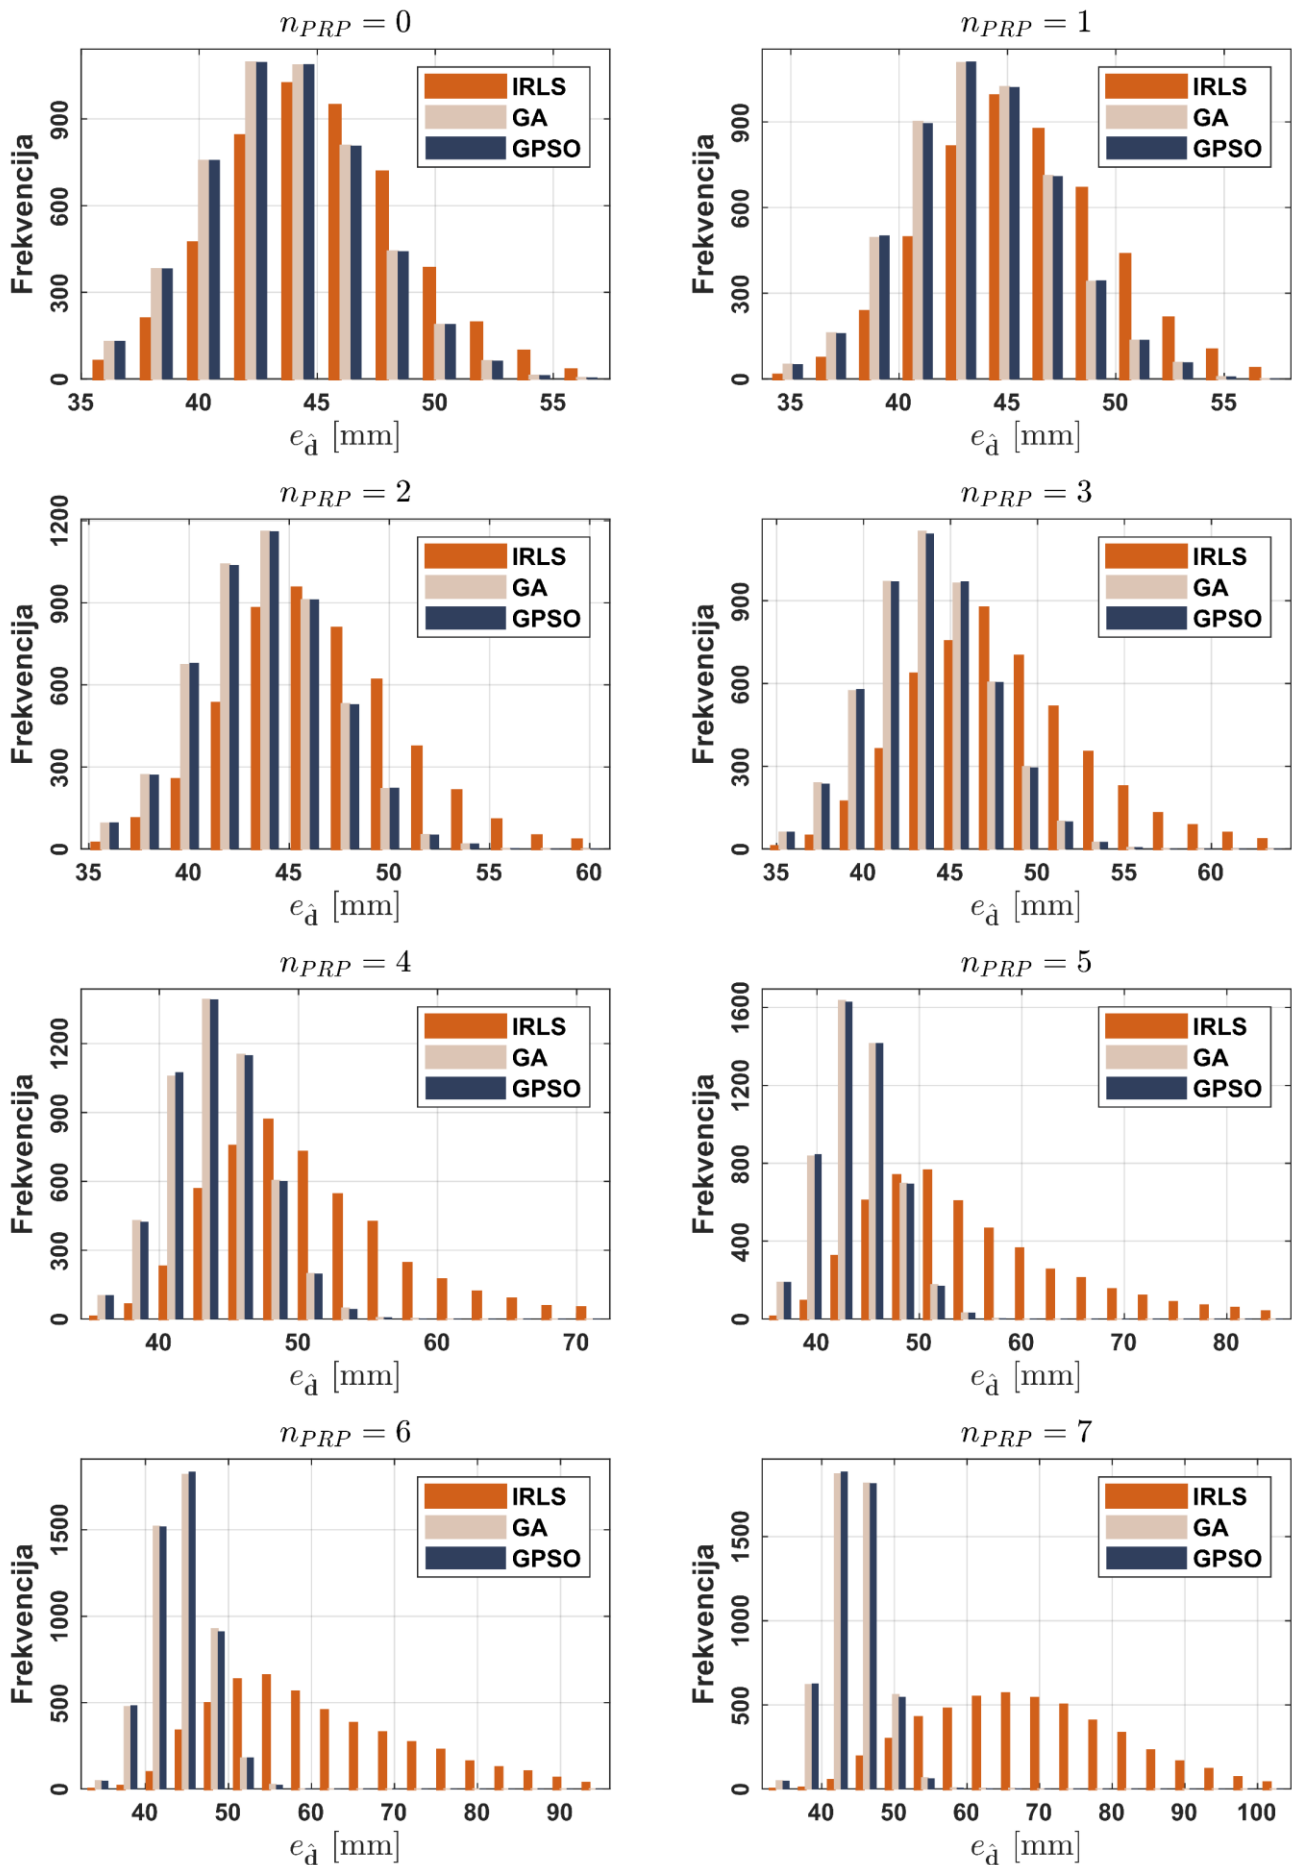 n_PRP = 0
Frekvencija
900
600
300
0
35 40 45 50 55
e_d̂ [mm]
IRLS
GA
GPSO
n_PRP = 1
Frekvencija
900
600
300
0
35 40 45 50 55
e_d̂ [mm]
IRLS
GA
GPSO
n_PRP = 2
Frekvencija
1200
900
600
300
0
35 40 45 50 55 60
e_d̂ [mm]
IRLS
GA
GPSO
n_PRP = 3
Frekvencija
900
600
300
0
35 40 45 50 55 60
e_d̂ [mm]
IRLS
GA
GPSO
n_PRP = 4
Frekvencija
1200
900
600
300
0
40 50 60 70
e_d̂ [mm]
IRLS
GA
GPSO
n_PRP = 5
Frekvencija
1600
1200
800
400
0
40 50 60 70 80
e_d̂ [mm]
IRLS
GA
GPSO
n_PRP = 6
Frekvencija
1500
1000
500
0
40 50 60 70 80 90
e_d̂ [mm]
IRLS
GA
GPSO
n_PRP = 7
Frekvencija
1500
1000
500
0
40 50 60 70 80 90 100
e_d̂ [mm]
IRLS
GA
GPSO